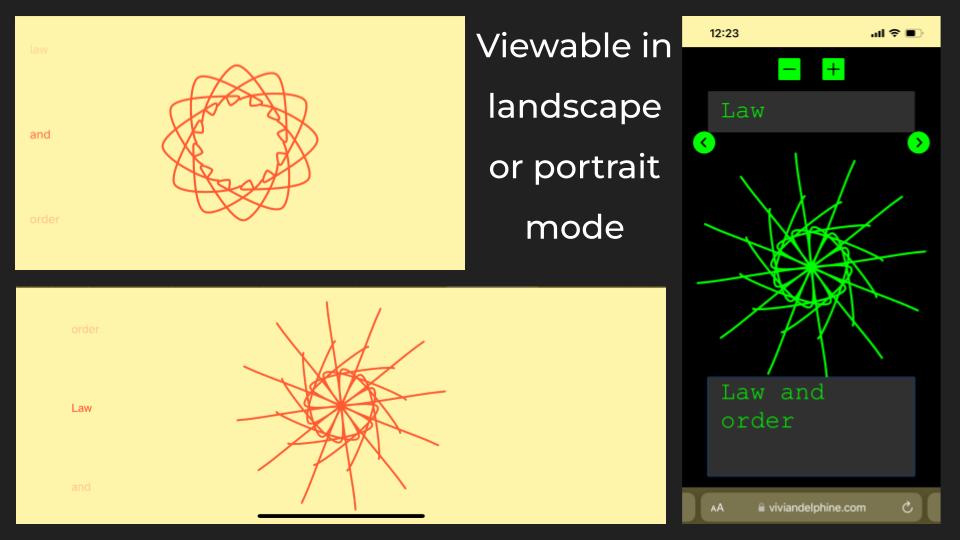 law
and
order
Viewable in
landscape
or portrait
mode
order
Law
and
12:23
Law
Law and
order
AA viviandelphine.com